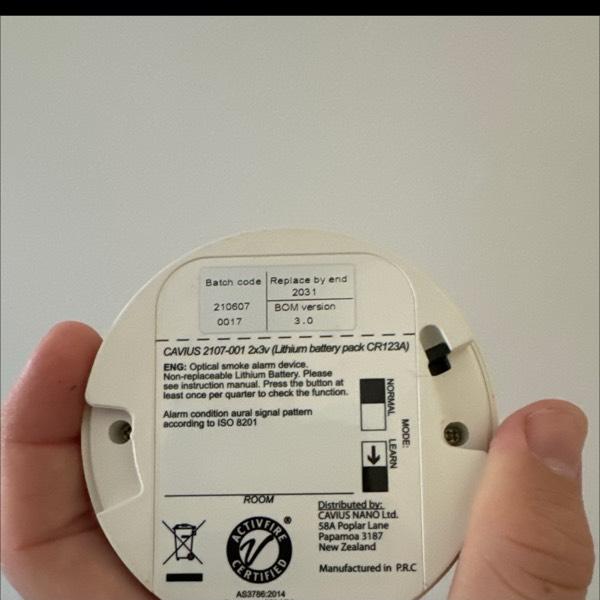 Batch code
210607
0017
Replace by end
2031
BOM version
3.0
CAVIUS 2107-001 2x3v (Lithium battery pack CR123A)
ENG: Optical smoke alarm device.
Non-replaceable Lithium Battery. Please
see instruction manual. Press the button at
least once per quarter to check the function.
Alarm condition aural signal pattern
according to ISO 8201
NORMAL
MODE:
LEARN
ROOM
ACTIVFIRE
®
CERTIFIED
AS3786:2014
Distributed by:
CAVIUS NANO Ltd.
58A Poplar Lane
Papamoa 3187
New Zealand
Manufactured in P.R.C